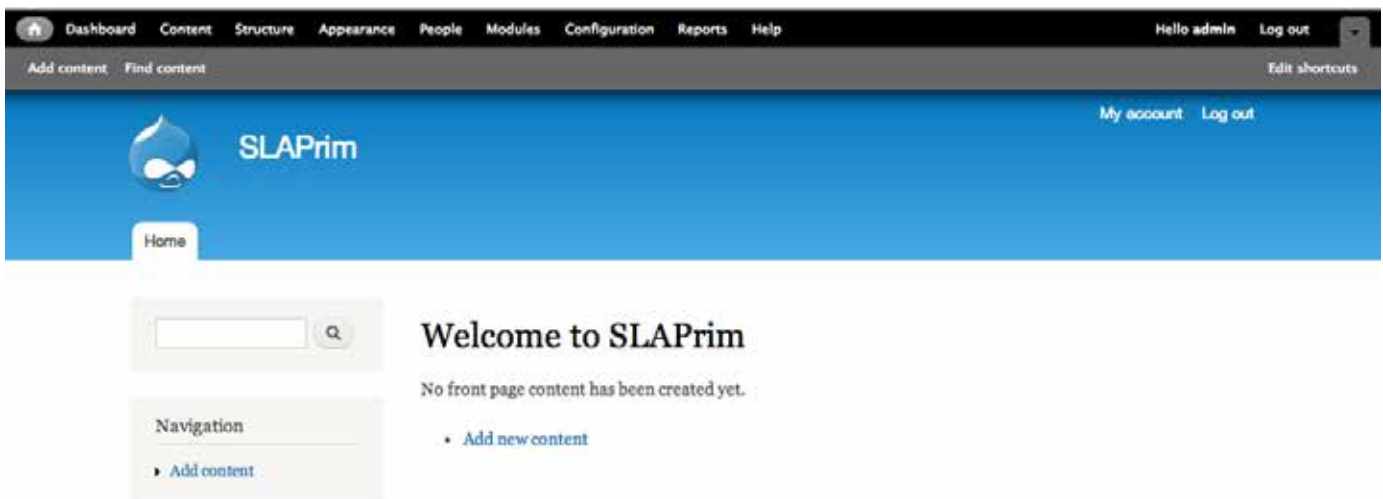 Dashboard Content Structure Appearance People Modules Configuration Reports Help Hello admin Log out
Add content Find content Edit shortcuts
My account Log out
SLAPrim
Home
Welcome to SLAPrim
No front page content has been created yet.
Navigation
Add new content
Add content